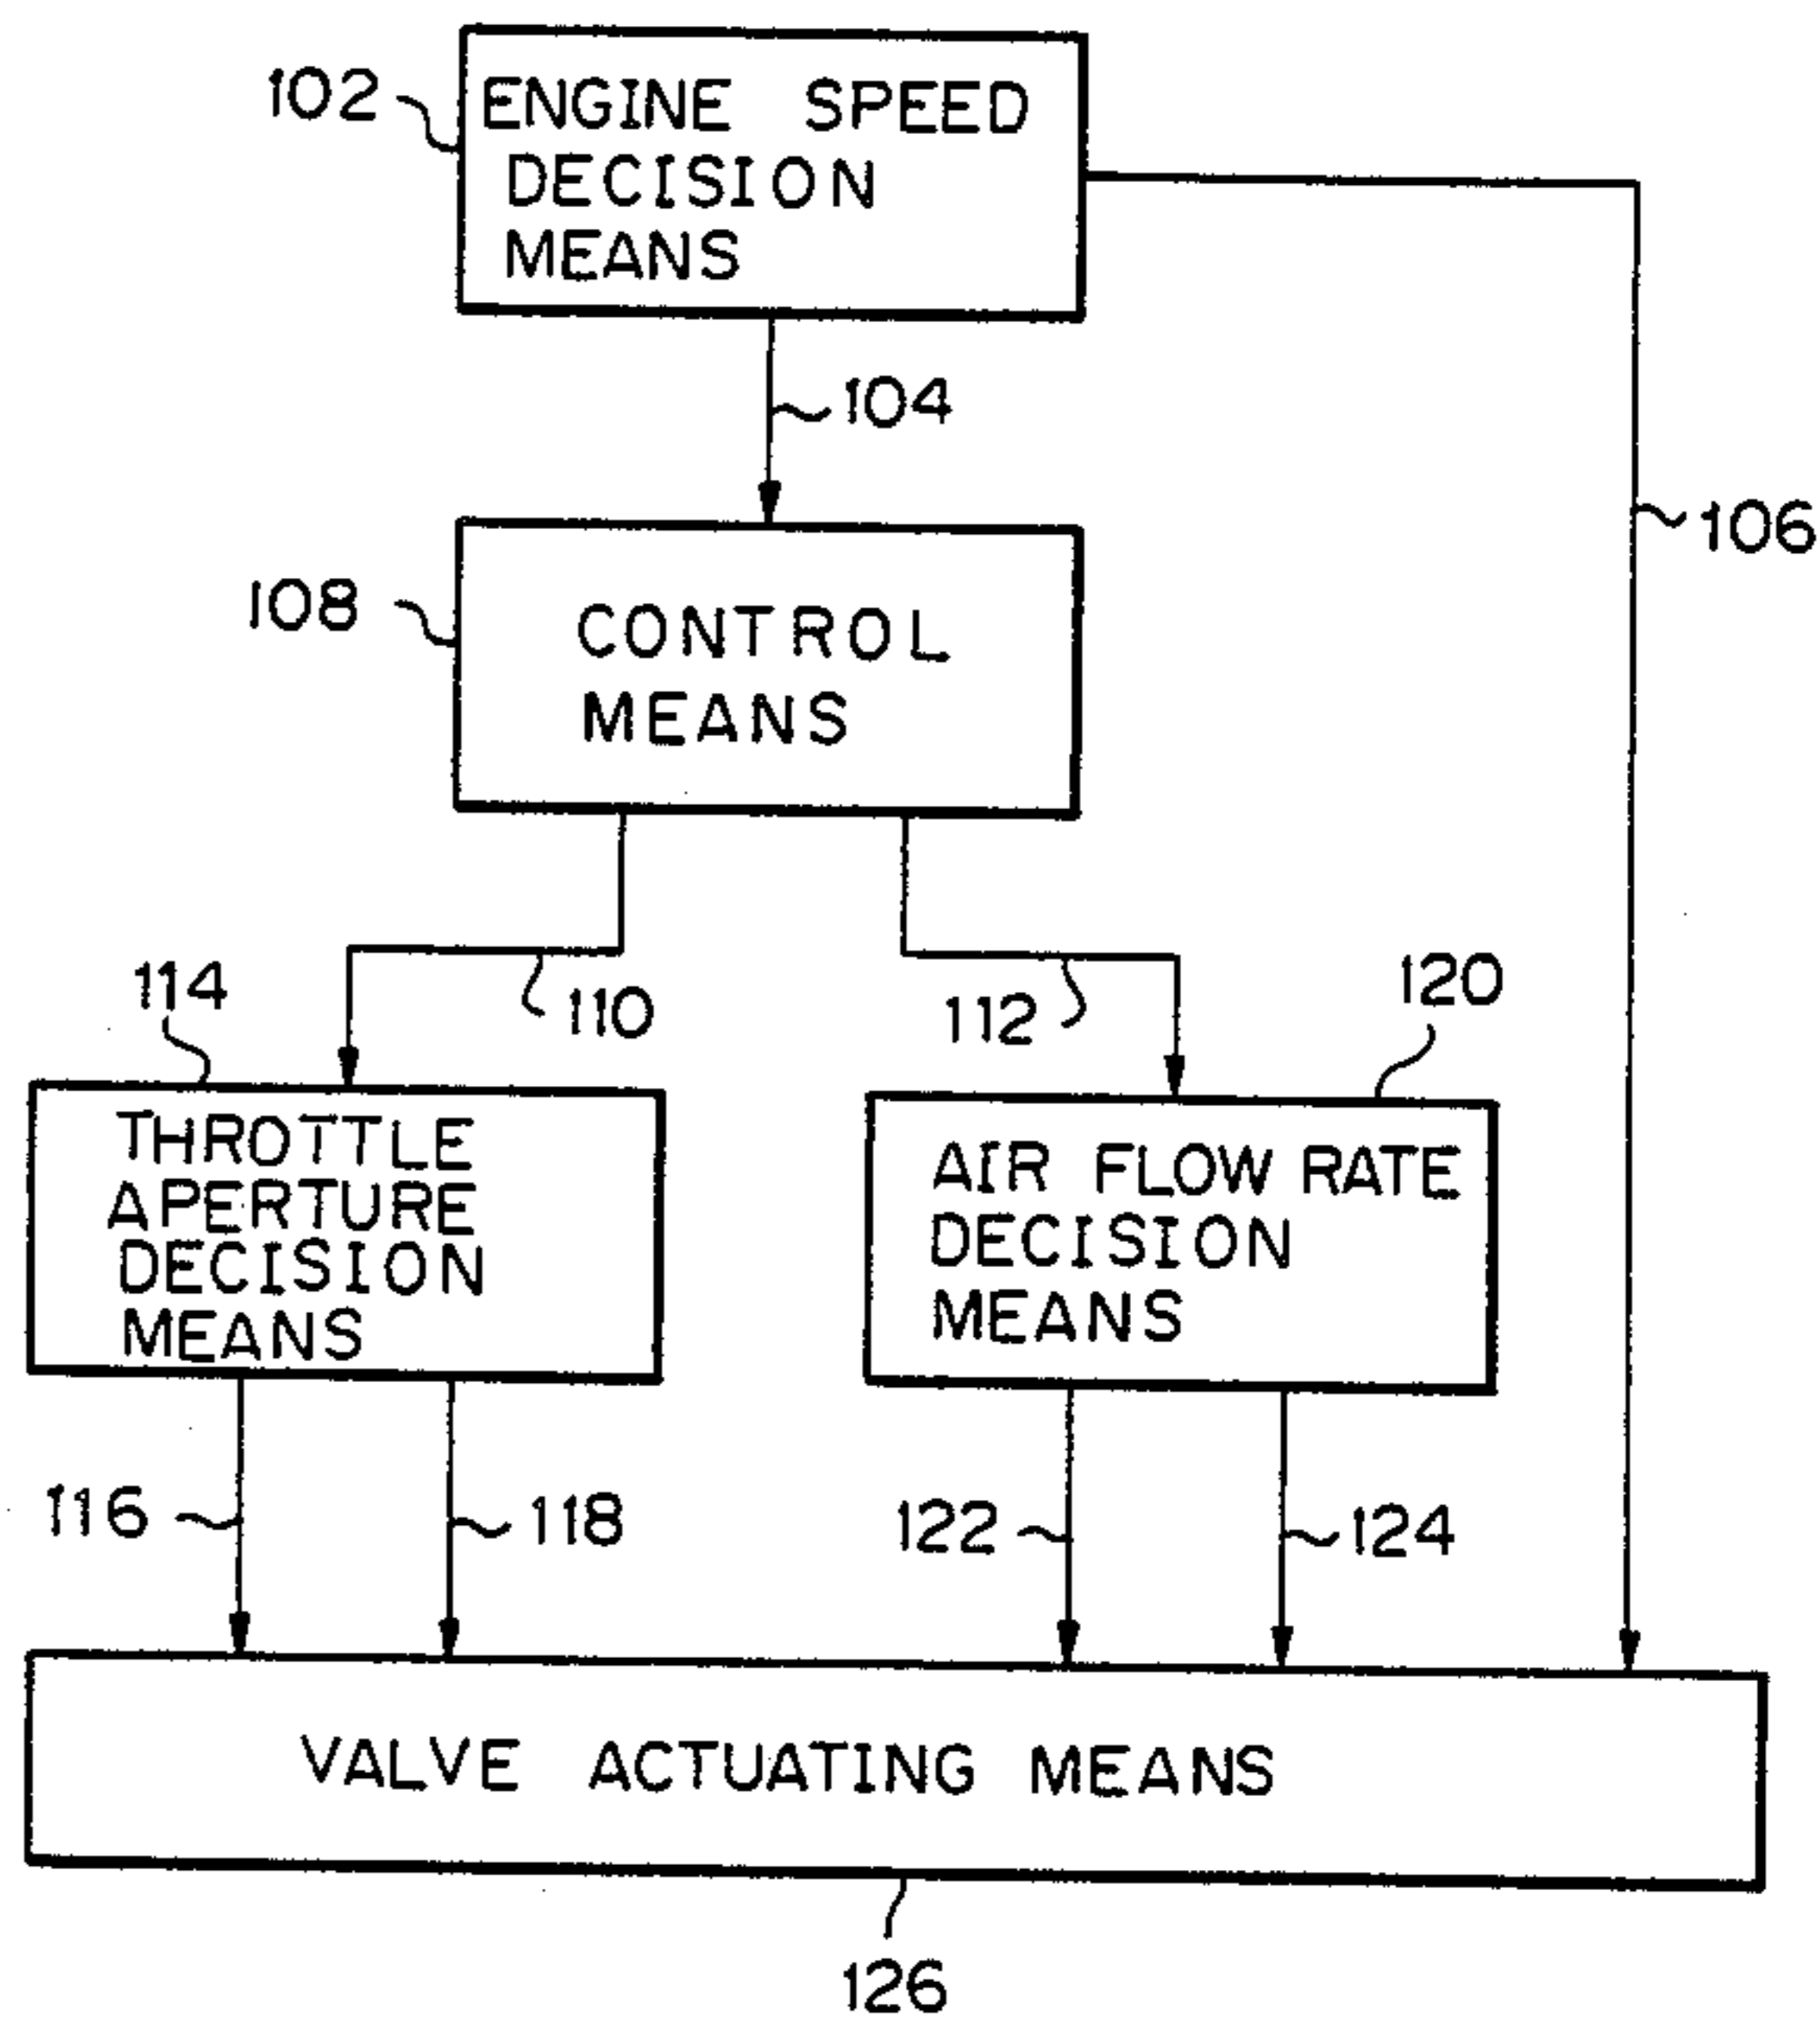 102
ENGINE SPEED
DECISION
MEANS
104
106
108
CONTROL
MEANS
110
112
114
THROTTLE
APERTURE
DECISION
MEANS
120
AIR FLOW RATE
DECISION
MEANS
116
118
122
124
VALVE ACTUATING MEANS
126